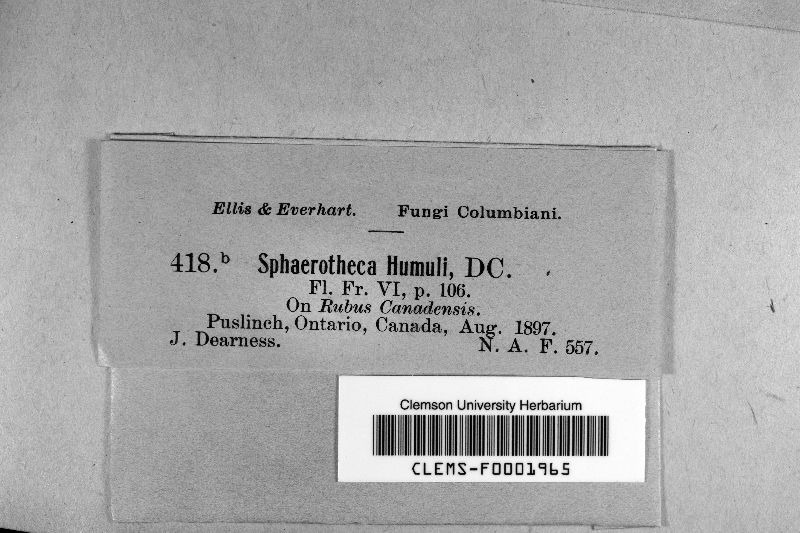 Ellis & Everhart. Fungi Columbiani.
418.b Sphaerotheca Humuli, DC.
Fl. Fr. VI, p. 106.
On Rubus Canadensis.
Puslinch, Ontario, Canada, Aug. 1897.
J. Dearness. N. A. F. 557.
Clemson University Herbarium
CLEMS-F0001965